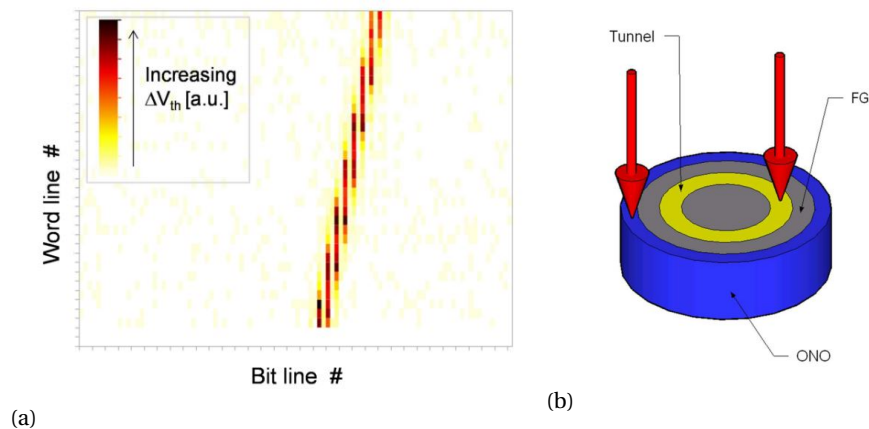 Increasing
ΔVth [a.u.]
Word line #
Bit line #
(a)
Tunnel
FG
ONO
(b)